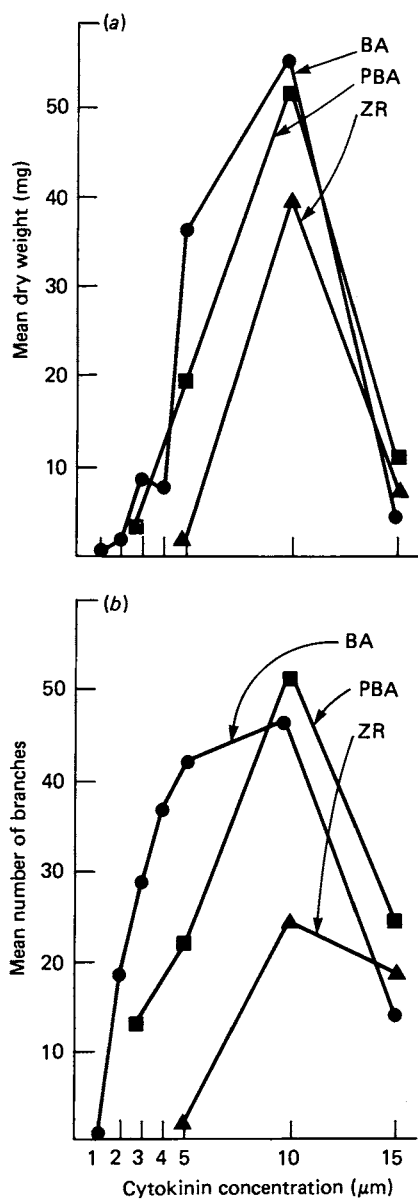 (a)
BA
PBA
ZR
50
40
30
20
10
Mean dry weight (mg)
(b)
BA
PBA
ZR
50
40
30
20
10
Mean number of branches
1 2 3 4 5 10 15
Cytokinin concentration (μm)